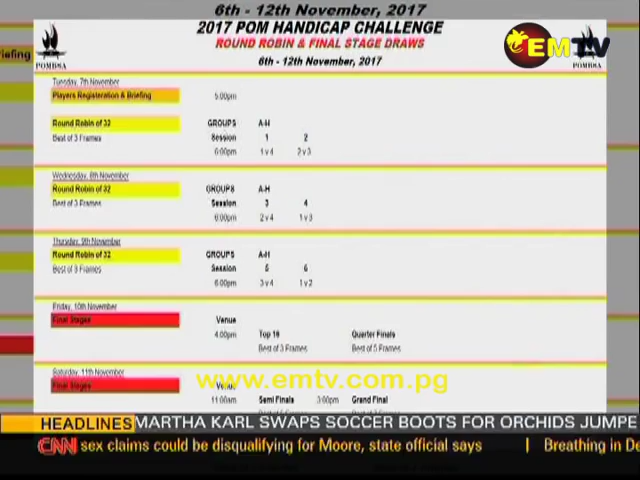 6th - 12th November, 2017
2017 POM HANDICAP CHALLENGE
ROUND ROBIN & FINAL STAGE DRAWS
6th - 12th November, 2017
POMBSA
POMBSA
EMTV
Briefing
Tuesday, 7th November
Players Registeration & Briefing 5:00pm
Round Robin of 32 GROUPS A-H
Best of 3 Frames Session 1 2
6:00pm 1 v 4 2 v 3
Wednesday, 8th November
Round Robin of 32 GROUPS A-H
Best of 3 Frames Session 3 4
6:00pm 2 v 4 1 v 3
Thursday, 9th November
Round Robin of 32 GROUPS A-H
Best of 3 Frames Session 5 6
6:00pm 3 v 4 1 v 2
Friday, 10th November
Final Stages Venue
4:00pm Top 16 Quarter Finals
Best of 3 Frames Best of 5 Frames
Saturday, 11th November
Final Stages Venue
www.emtv.com.pg
11:00am Semi Finals 3:00pm Grand Final
HEADLINES MARTHA KARL SWAPS SOCCER BOOTS FOR ORCHIDS JUMPE
CNN sex claims could be disqualifying for Moore, state official says | Breathing in De